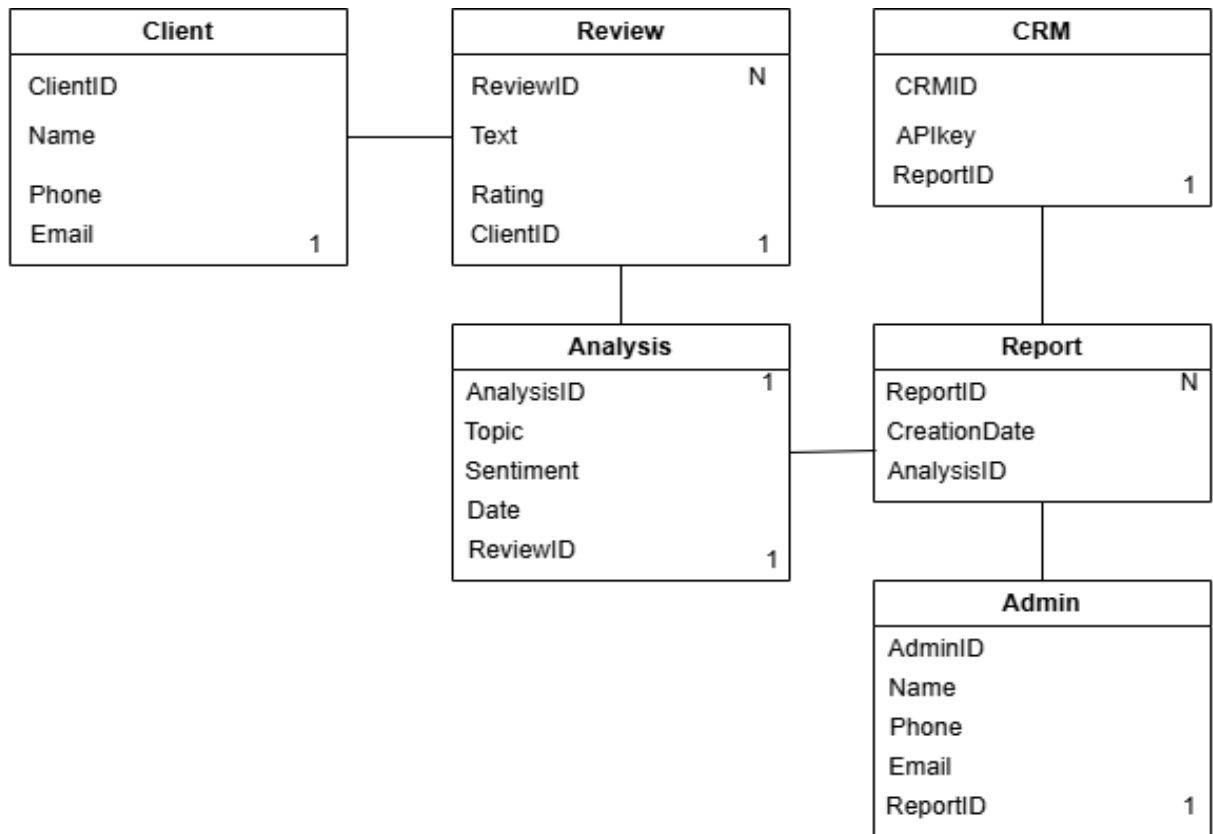 Client
ClientID
Name
Phone
Email
1
Review
ReviewID
N
Text
Rating
ClientID
1
CRM
CRMID
APIkey
ReportID
1
Analysis
AnalysisID
1
Topic
Sentiment
Date
ReviewID
1
Report
ReportID
N
CreationDate
AnalysisID
Admin
AdminID
Name
Phone
Email
ReportID
1